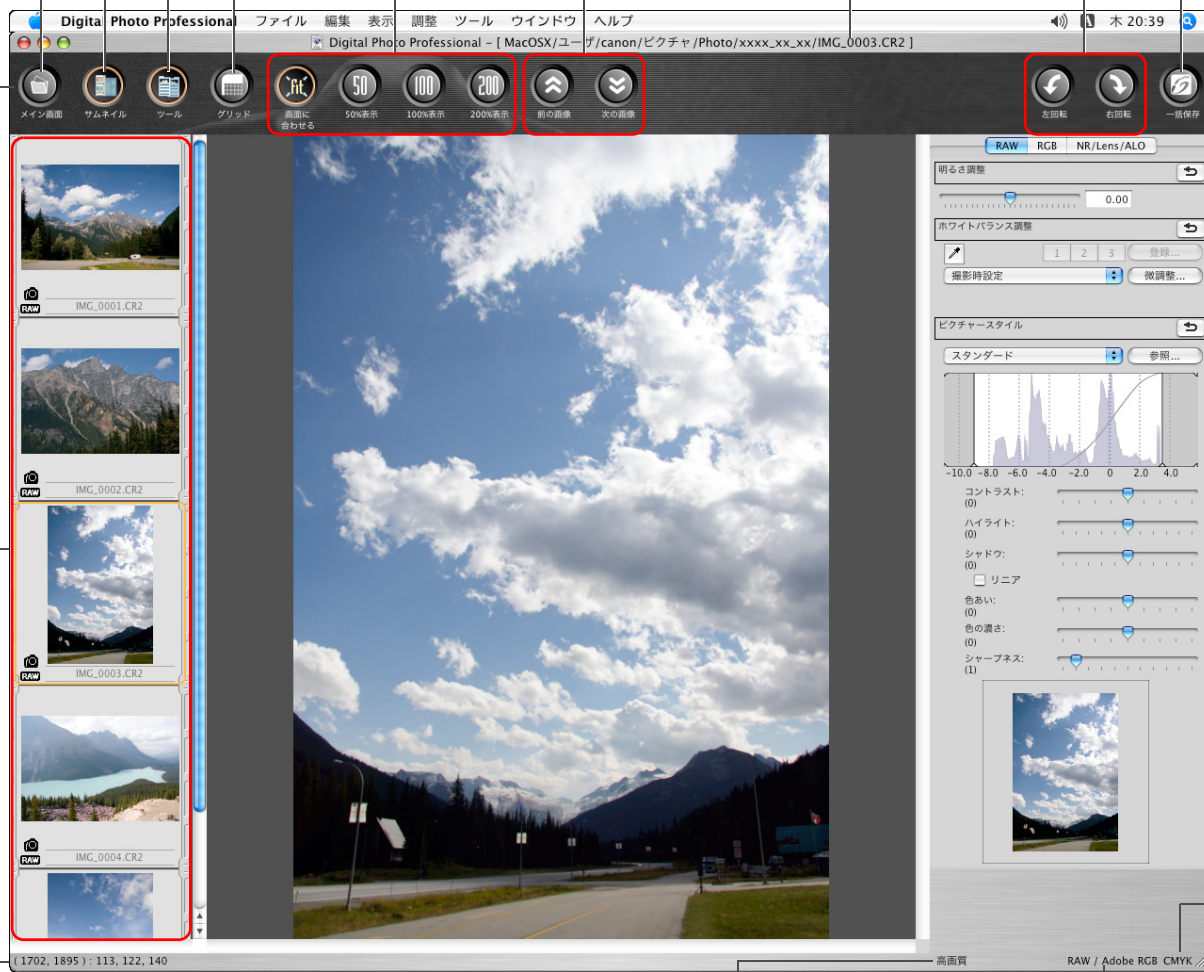 Digital Photo Professional ファイル 編集 表示 調整 ツール ウインドウ ヘルプ 木 20:39
Digital Photo Professional – [ MacOSX/ユーザ/canon/ピクチャ/Photo/xxxx_xx_xx/IMG_0003.CR2 ]
fit 50 100 200
メイン画面 サムネイル ツール グリッド 画面に合わせる 50%表示 100%表示 200%表示 前の画像 次の画像 左回転 右回転 一括保存
IMG_0001.CR2
RAW
IMG_0002.CR2
RAW
IMG_0003.CR2
RAW
IMG_0004.CR2
RAW
RAW RGB NR/Lens/ALO
明るさ調整
0.00
ホワイトバランス調整
1 2 3 登録...
撮影時設定 微調整...
ピクチャースタイル
スタンダード 参照...
-10.0 -8.0 -6.0 -4.0 -2.0 0 2.0 4.0
コントラスト:
(0)
ハイライト:
(0)
シャドウ:
(0)
リニア
色あい:
(0)
色の濃さ:
(0)
シャープネス:
(1)
(1702, 1895) : 113, 122, 140 高画質 RAW / Adobe RGB CMYK